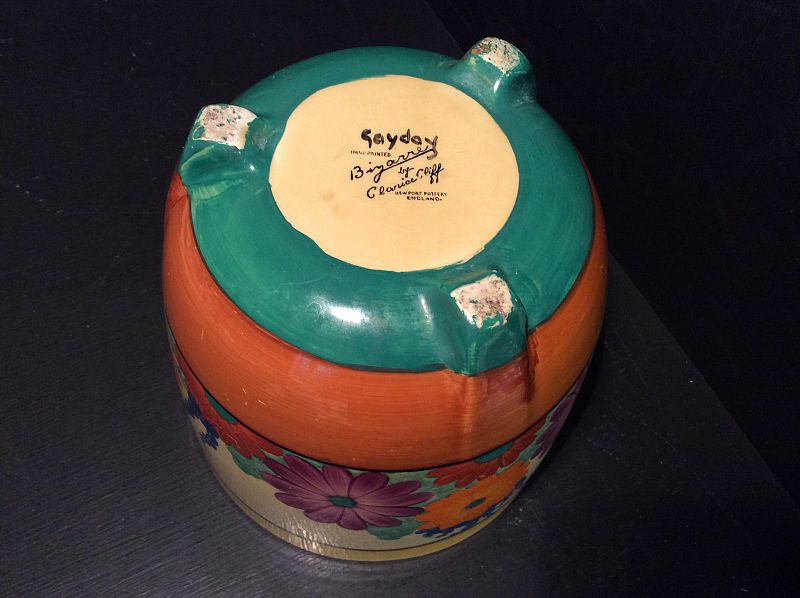 Gayday
HAND PAINTED
Bizarre
by
Clarice Cliff
NEWPORT POTTERY
ENGLAND.